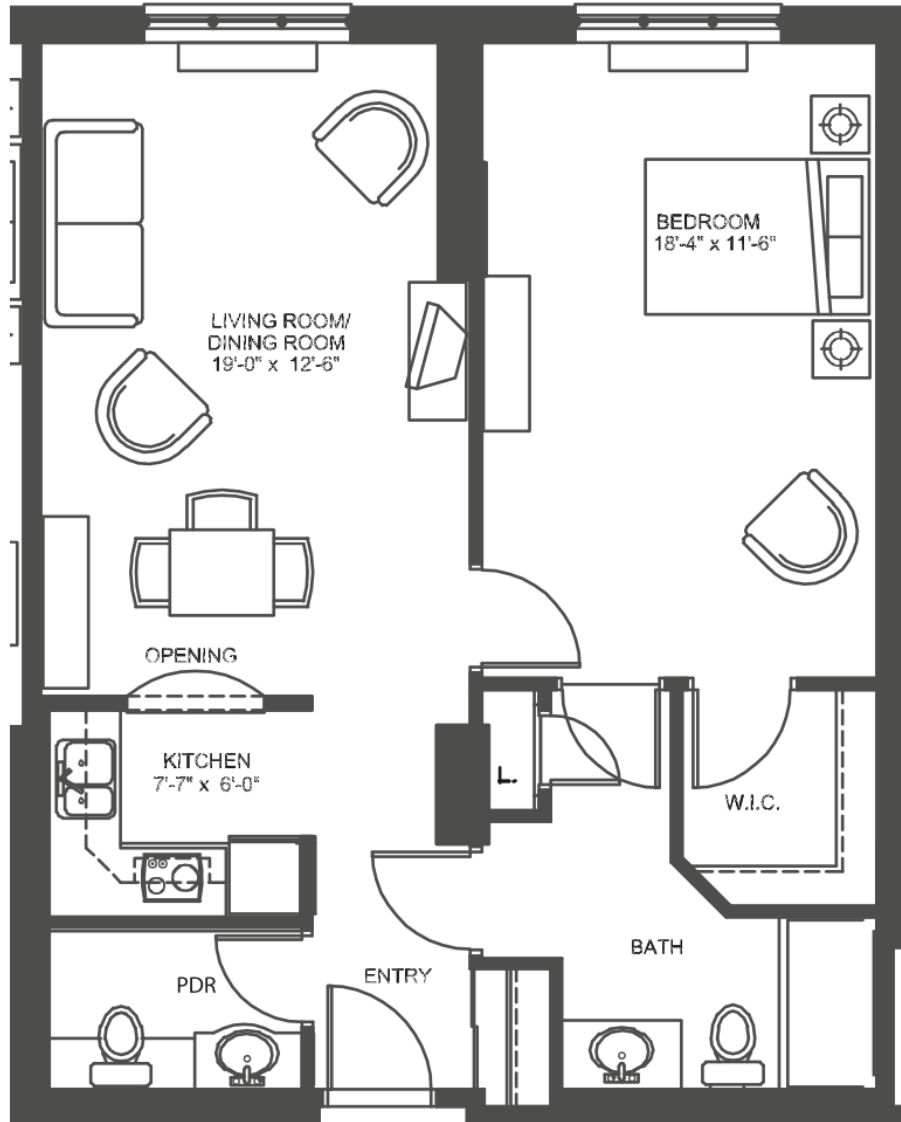 BEDROOM
18'-4" x 11'-6"
LIVING ROOM/
DINING ROOM
19'-0" x 12'-6"
OPENING
KITCHEN
7'-7" x 6'-0"
L.
W.I.C.
BATH
PDR
ENTRY